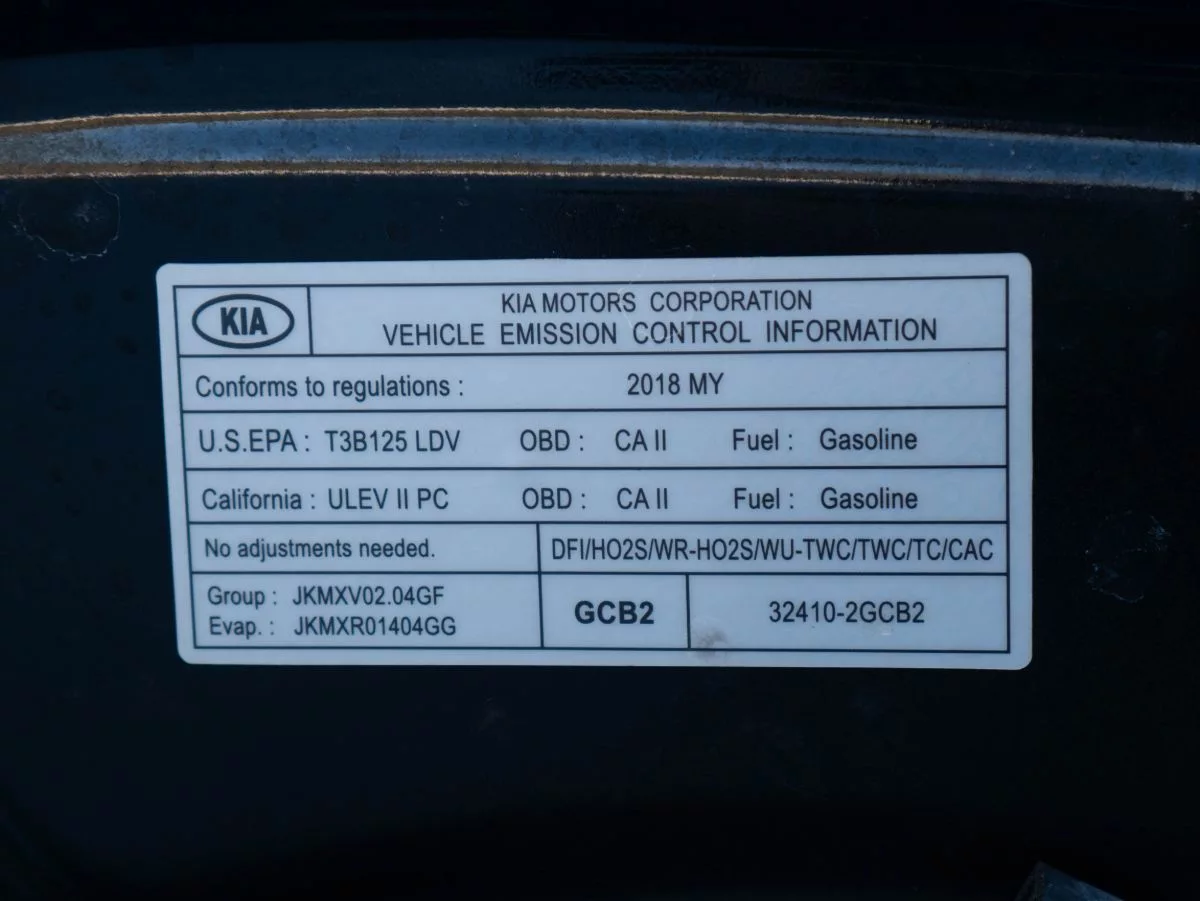 KIA
KIA MOTORS CORPORATION
VEHICLE EMISSION CONTROL INFORMATION
Conforms to regulations : 2018 MY
U.S.EPA : T3B125 LDV OBD : CA II Fuel : Gasoline
California : ULEV II PC OBD : CA II Fuel : Gasoline
No adjustments needed. DFI/HO2S/WR-HO2S/WU-TWC/TWC/TC/CAC
Group : JKMXV02.04GF
Evap. : JKMXR01404GG
GCB2
32410-2GCB2